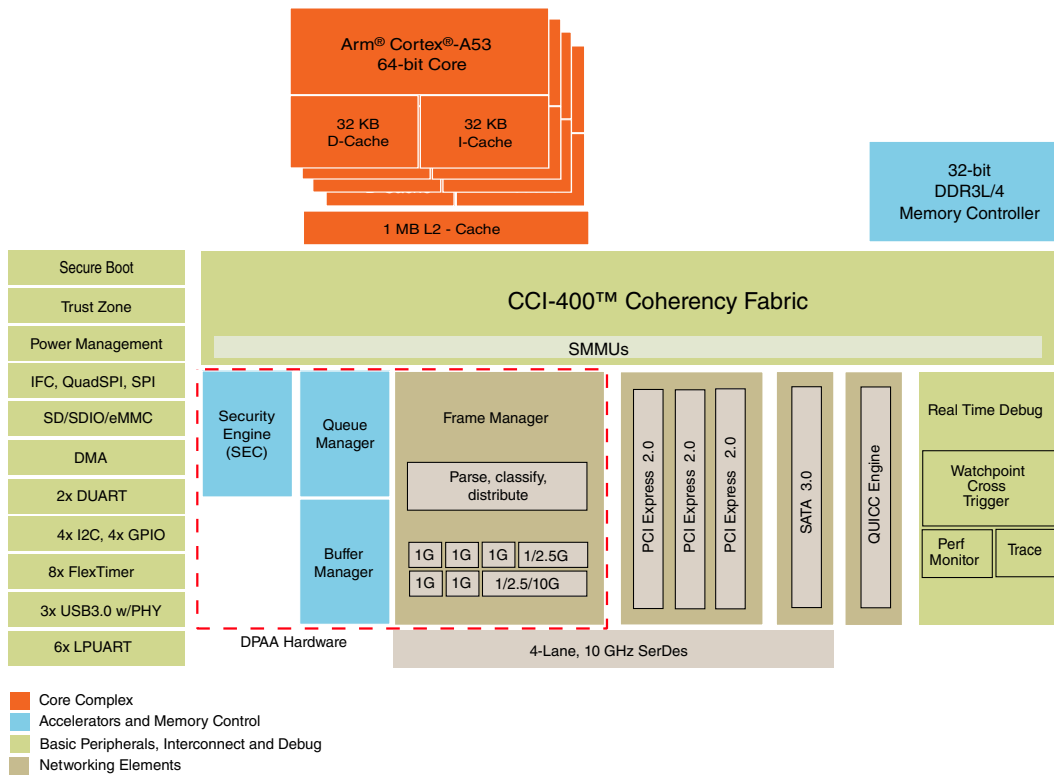 Arm® Cortex®-A53
64-bit Core
32 KB
D-Cache
32 KB
I-Cache
1 MB L2 - Cache
32-bit
DDR3L/4
Memory Controller
Secure Boot
Trust Zone
Power Management
IFC, QuadSPI, SPI
SD/SDIO/eMMC
DMA
2x DUART
4x I2C, 4x GPIO
8x FlexTimer
3x USB3.0 w/PHY
6x LPUART
CCI-400™ Coherency Fabric
SMMUs
Security
Engine
(SEC)
Queue
Manager
Buffer
Manager
Frame Manager
Parse, classify,
distribute
1G
1G
1G
1/2.5G
1G
1G
1/2.5/10G
DPAA Hardware
PCI Express 2.0
PCI Express 2.0
PCI Express 2.0
SATA 3.0
QUICC Engine
4-Lane, 10 GHz SerDes
Real Time Debug
Watchpoint
Cross
Trigger
Perf
Monitor
Trace
Core Complex
Accelerators and Memory Control
Basic Peripherals, Interconnect and Debug
Networking Elements